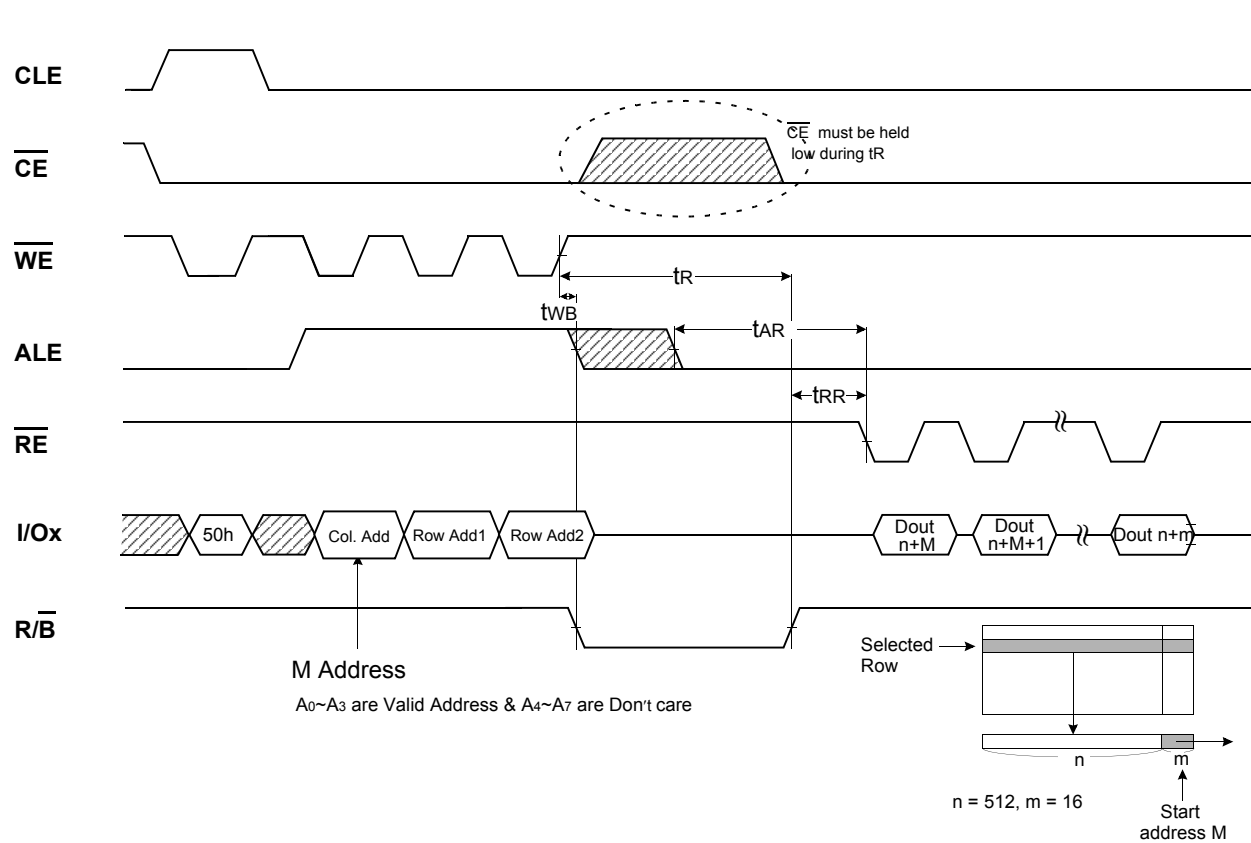 CLE
CE
CE must be held
low during tR
WE
tR
tWB
tAR
ALE
tRR
RE
I/Ox
50h
Col. Add
Row Add1
Row Add2
Dout
n+M
Dout
n+M+1
Dout n+m
R/B
M Address
A0~A3 are Valid Address & A4~A7 are Don't care
Selected
Row
n
m
n = 512, m = 16
Start
address M